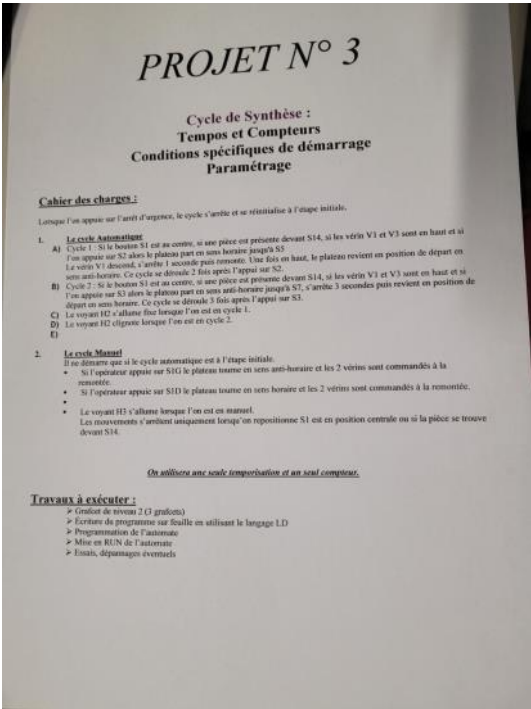 PROJET N° 3
Cycle de Synthèse :
Tempos et Compteurs
Conditions spécifiques de démarrage
Paramétrage
Cahier des charges :
Lorsque l'on appuie sur l'arrêt d'urgence, le cycle s'arrête et se réinitialise à l'étape initiale.
1. Le cycle Automatique
A) Cycle 1 : Si le bouton S1 est au centre, si une pièce est présente devant S14, si les vérin V1 et V3 sont en haut et si
l'on appuie sur S2 alors le plateau part en sens horaire jusqu'à S5
Le vérin V1 descend, s'arrête 1 seconde puis remonte. Une fois en haut, le plateau revient en position de départ en
sens anti-horaire. Ce cycle se déroule 2 fois après l'appui sur S2.
B) Cycle 2 : Si le bouton S1 est au centre, si une pièce est présente devant S14, si les vérin V1 et V3 sont en haut et si
l'on appuie sur S3 alors le plateau part en sens anti-horaire jusqu'à S7, s'arrête 3 secondes puis revient en position de
départ en sens horaire. Ce cycle se déroule 3 fois après l'appui sur S3.
C) Le voyant H2 s'allume fixe lorsque l'on est en cycle 1.
D) Le voyant H2 clignote lorsque l'on est en cycle 2.
E)
2. Le cycle Manuel
Il ne démarre que si le cycle automatique est à l'étape initiale.
• Si l'opérateur appuie sur S1G le plateau tourne en sens anti-horaire et les 2 vérins sont commandés à la
remontée.
• Si l'opérateur appuie sur S1D le plateau tourne en sens horaire et les 2 vérins sont commandés à la remontée.
•
• Le voyant H3 s'allume lorsque l'on est en manuel.
Les mouvements s'arrêtent uniquement lorsqu'on repositionne S1 est en position centrale ou si la pièce se trouve
devant S14.
On utilisera une seule temporisation et un seul compteur.
Travaux à exécuter :
➢ Grafcet de niveau 2 (3 grafcets)
➢ Écriture du programme sur feuille en utilisant le langage LD
➢ Programmation de l'automate
➢ Mise en RUN de l'automate
➢ Essais, dépannages éventuels